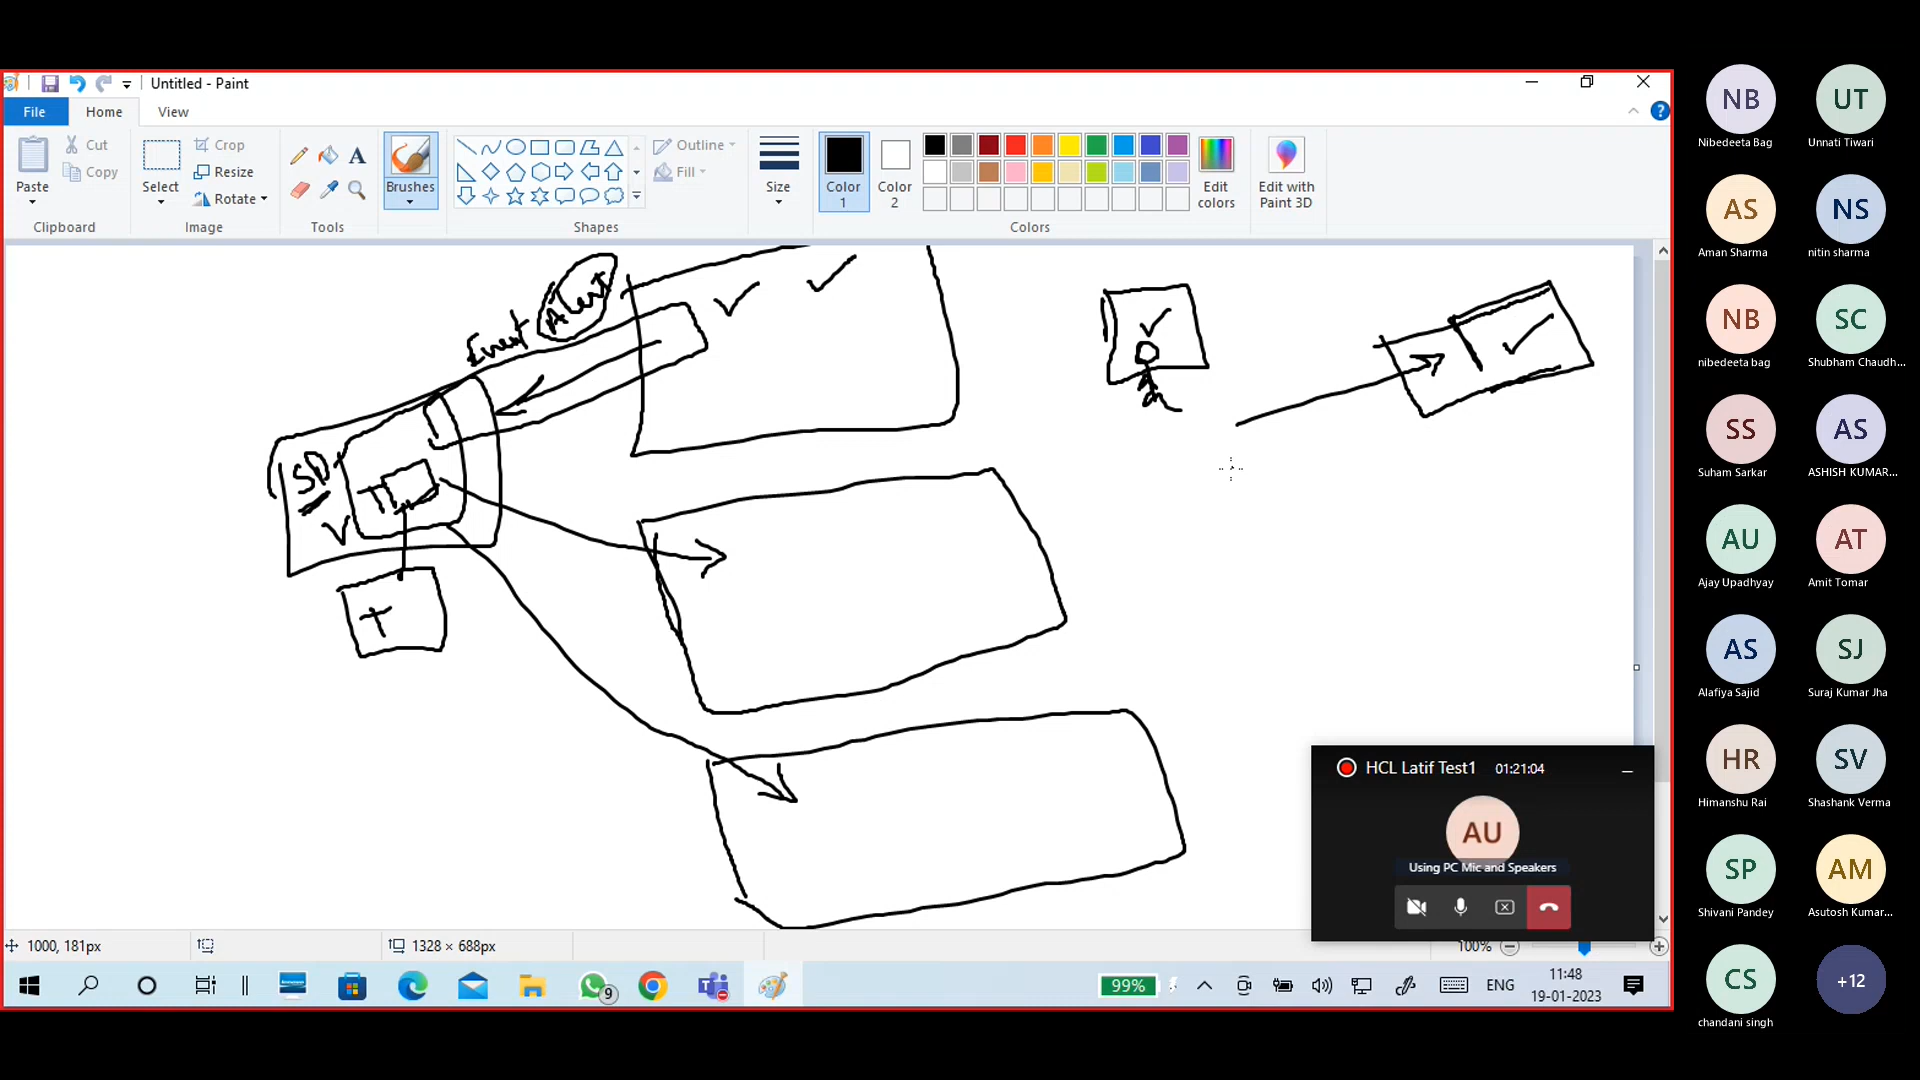 Untitled - Paint
File
Home
View
Paste
Cut
Copy
Clipboard
Select
Crop
Resize
Rotate
Image
Tools
Brushes
Shapes
Outline
Fill
Size
Color
1
Color
2
Edit
colors
Edit with
Paint 3D
Colors
Event
Alert
SD
T
1000, 181px
1328 × 688px
100%
HCL Latif Test1
01:21:04
AU
Using PC Mic and Speakers
9
99%
ENG
11:48
19-01-2023
NB
Nibedeeta Bag
UT
Unnati Tiwari
AS
Aman Sharma
NS
nitin sharma
NB
nibedeeta bag
SC
Shubham Chaudh...
SS
Suham Sarkar
AS
ASHISH KUMAR...
AU
Ajay Upadhyay
AT
Amit Tomar
AS
Alafiya Sajid
SJ
Suraj Kumar Jha
HR
Himanshu Rai
SV
Shashank Verma
SP
Shivani Pandey
AM
Asutosh Kumar...
CS
chandani singh
+12